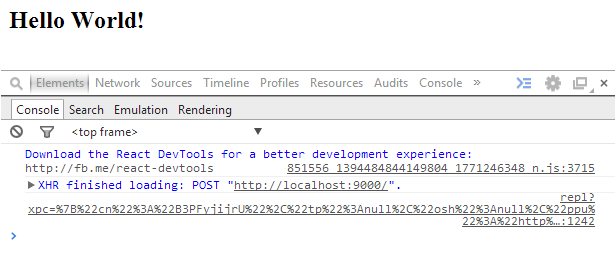 Hello World!
Elements Network Sources Timeline Profiles Resources Audits Console »
Console Search Emulation Rendering
<top frame>
Download the React DevTools for a better development experience:
http://fb.me/react-devtools 851556_1394484844149804_1771246348_n.js:3715
XHR finished loading: POST "http://localhost:9000/".
repl?
xpc=%7B%22cn%22%3A%22B3PFyjijrU%22%2C%22tp%22%3Anull%2C%22osh%22%3Anull%2C%22ppu%
22%3A%22http%…:1242